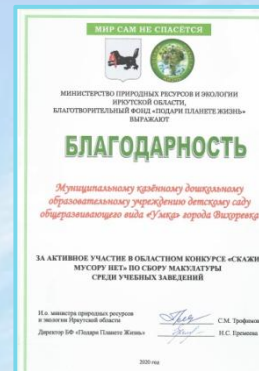 МИР САМ НЕ СПАСЁТСЯ
МИНИСТЕРСТВО ПРИРОДНЫХ РЕСУРСОВ И ЭКОЛОГИИ
ИРКУТСКОЙ ОБЛАСТИ,
БЛАГОТВОРИТЕЛЬНЫЙ ФОНД «ПОДАРИ ПЛАНЕТЕ ЖИЗНЬ»
ВЫРАЖАЮТ
БЛАГОДАРНОСТЬ
Муниципальному казённому дошкольному
образовательному учреждению детскому саду
общеразвивающего вида «Умка» города Вихоревка
ЗА АКТИВНОЕ УЧАСТИЕ В ОБЛАСТНОМ КОНКУРСЕ «СКАЖИ
МУСОРУ НЕТ» ПО СБОРУ МАКУЛАТУРЫ
СРЕДИ УЧЕБНЫХ ЗАВЕДЕНИЙ
И.о. министра природных ресурсов
и экологии Иркутской области
С.М. Трофимова
Директор БФ «Подари Планете Жизнь»
Н.С. Еремеева
2020 год